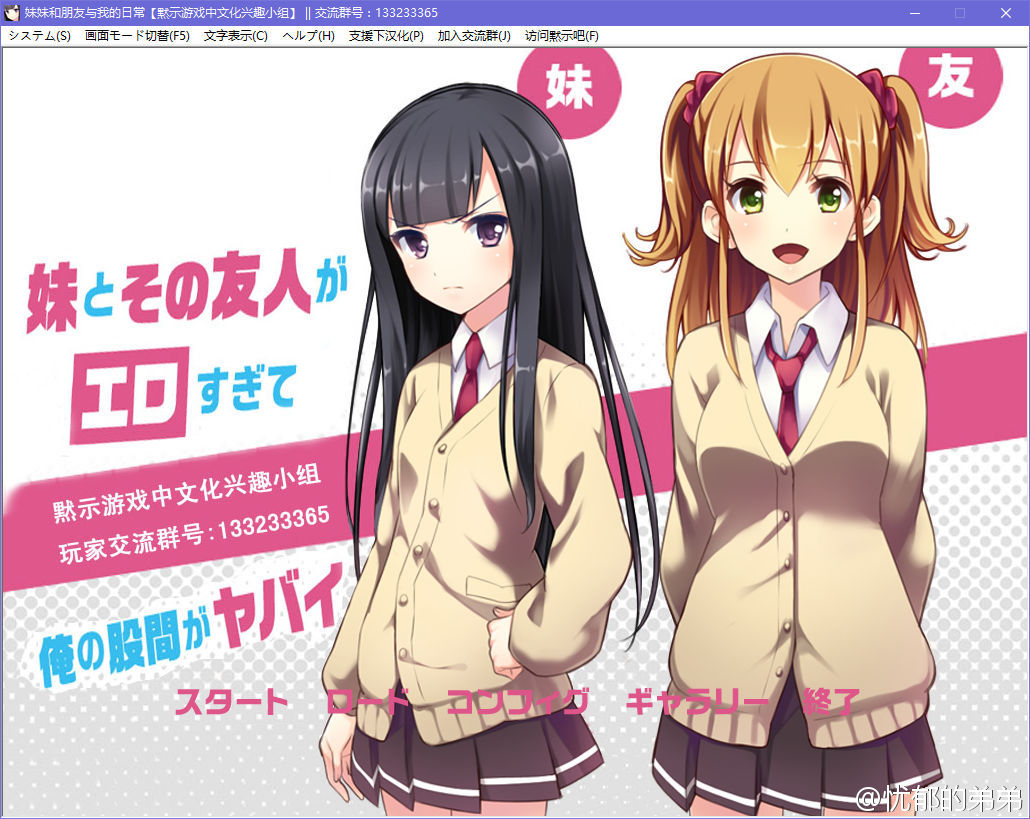 妹妹和朋友与我的日常【黙示游戏中文化兴趣小组】 || 交流群号：133233365
システム(S) 画面モード切替(F5) 文字表示(C) ヘルプ(H) 支援下汉化(P) 加入交流群(J) 访问黙示吧(F)
妹
友
妹とその友人が
エロすぎて
黙示游戏中文化兴趣小组
玩家交流群号:133233365
俺の股間がヤバイ
スタート ロード コンフィグ ギャラリー 終了
@忧郁的弟弟